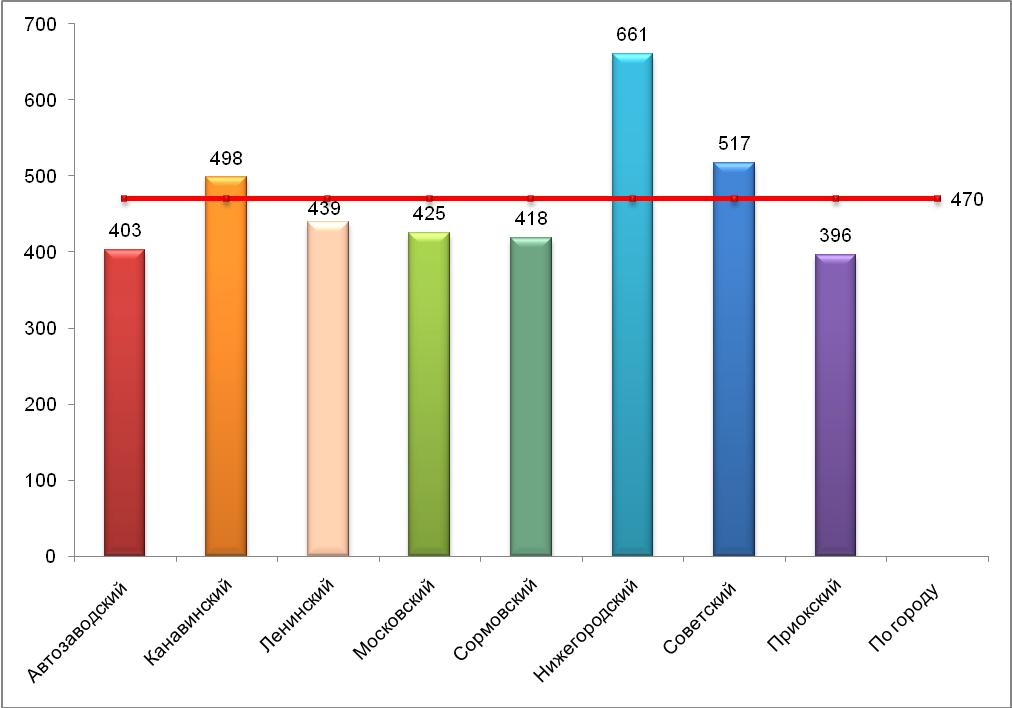 700
600
500
400
300
200
100
0
403
498
439
425
418
661
517
396
470
Автозаводский
Канавинский
Ленинский
Московский
Сормовский
Нижегородский
Советский
Приокский
По городу